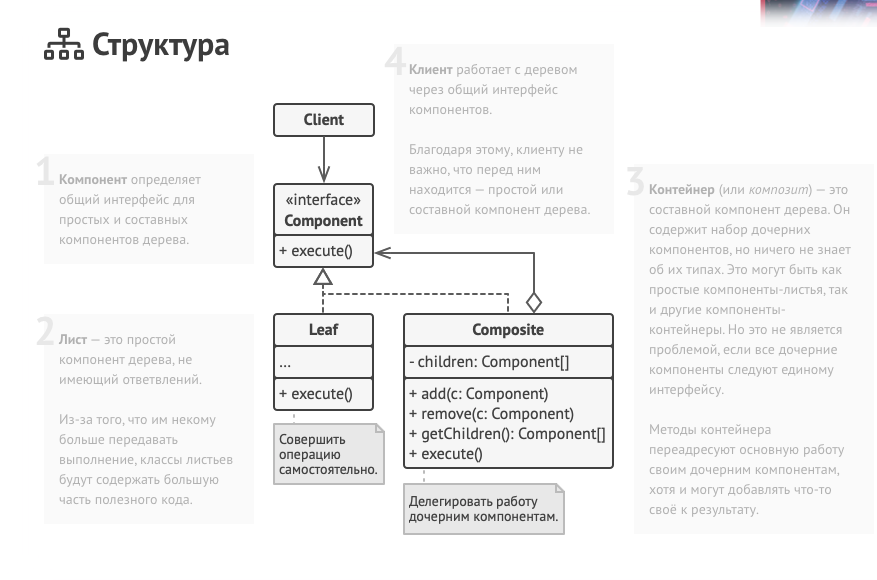 Структура
1
Компонент определяет
общий интерфейс для
простых и составных
компонентов дерева.
2
Лист — это простой
компонент дерева, не
имеющий ответвлений.
Из-за того, что им некому
больше передавать
выполнение, классы листьев
будут содержать большую
часть полезного кода.
Client
«interface»
Component
+ execute()
Leaf
...
+ execute()
Совершить
операцию
самостоятельно.
Composite
- children: Component[]
+ add(c: Component)
+ remove(c: Component)
+ getChildren(): Component[]
+ execute()
Делегировать работу
дочерним компонентам.
4
Клиент работает с деревом
через общий интерфейс
компонентов.
Благодаря этому, клиенту не
важно, что перед ним
находится — простой или
составной компонент дерева.
3
Контейнер (или композит) — это
составной компонент дерева. Он
содержит набор дочерних
компонентов, но ничего не знает
об их типах. Это могут быть как
простые компоненты-листья, так
и другие компоненты-
контейнеры. Но это не является
проблемой, если все дочерние
компоненты следуют единому
интерфейсу.
Методы контейнера
переадресуют основную работу
своим дочерним компонентам,
хотя и могут добавлять что-то
своё к результату.